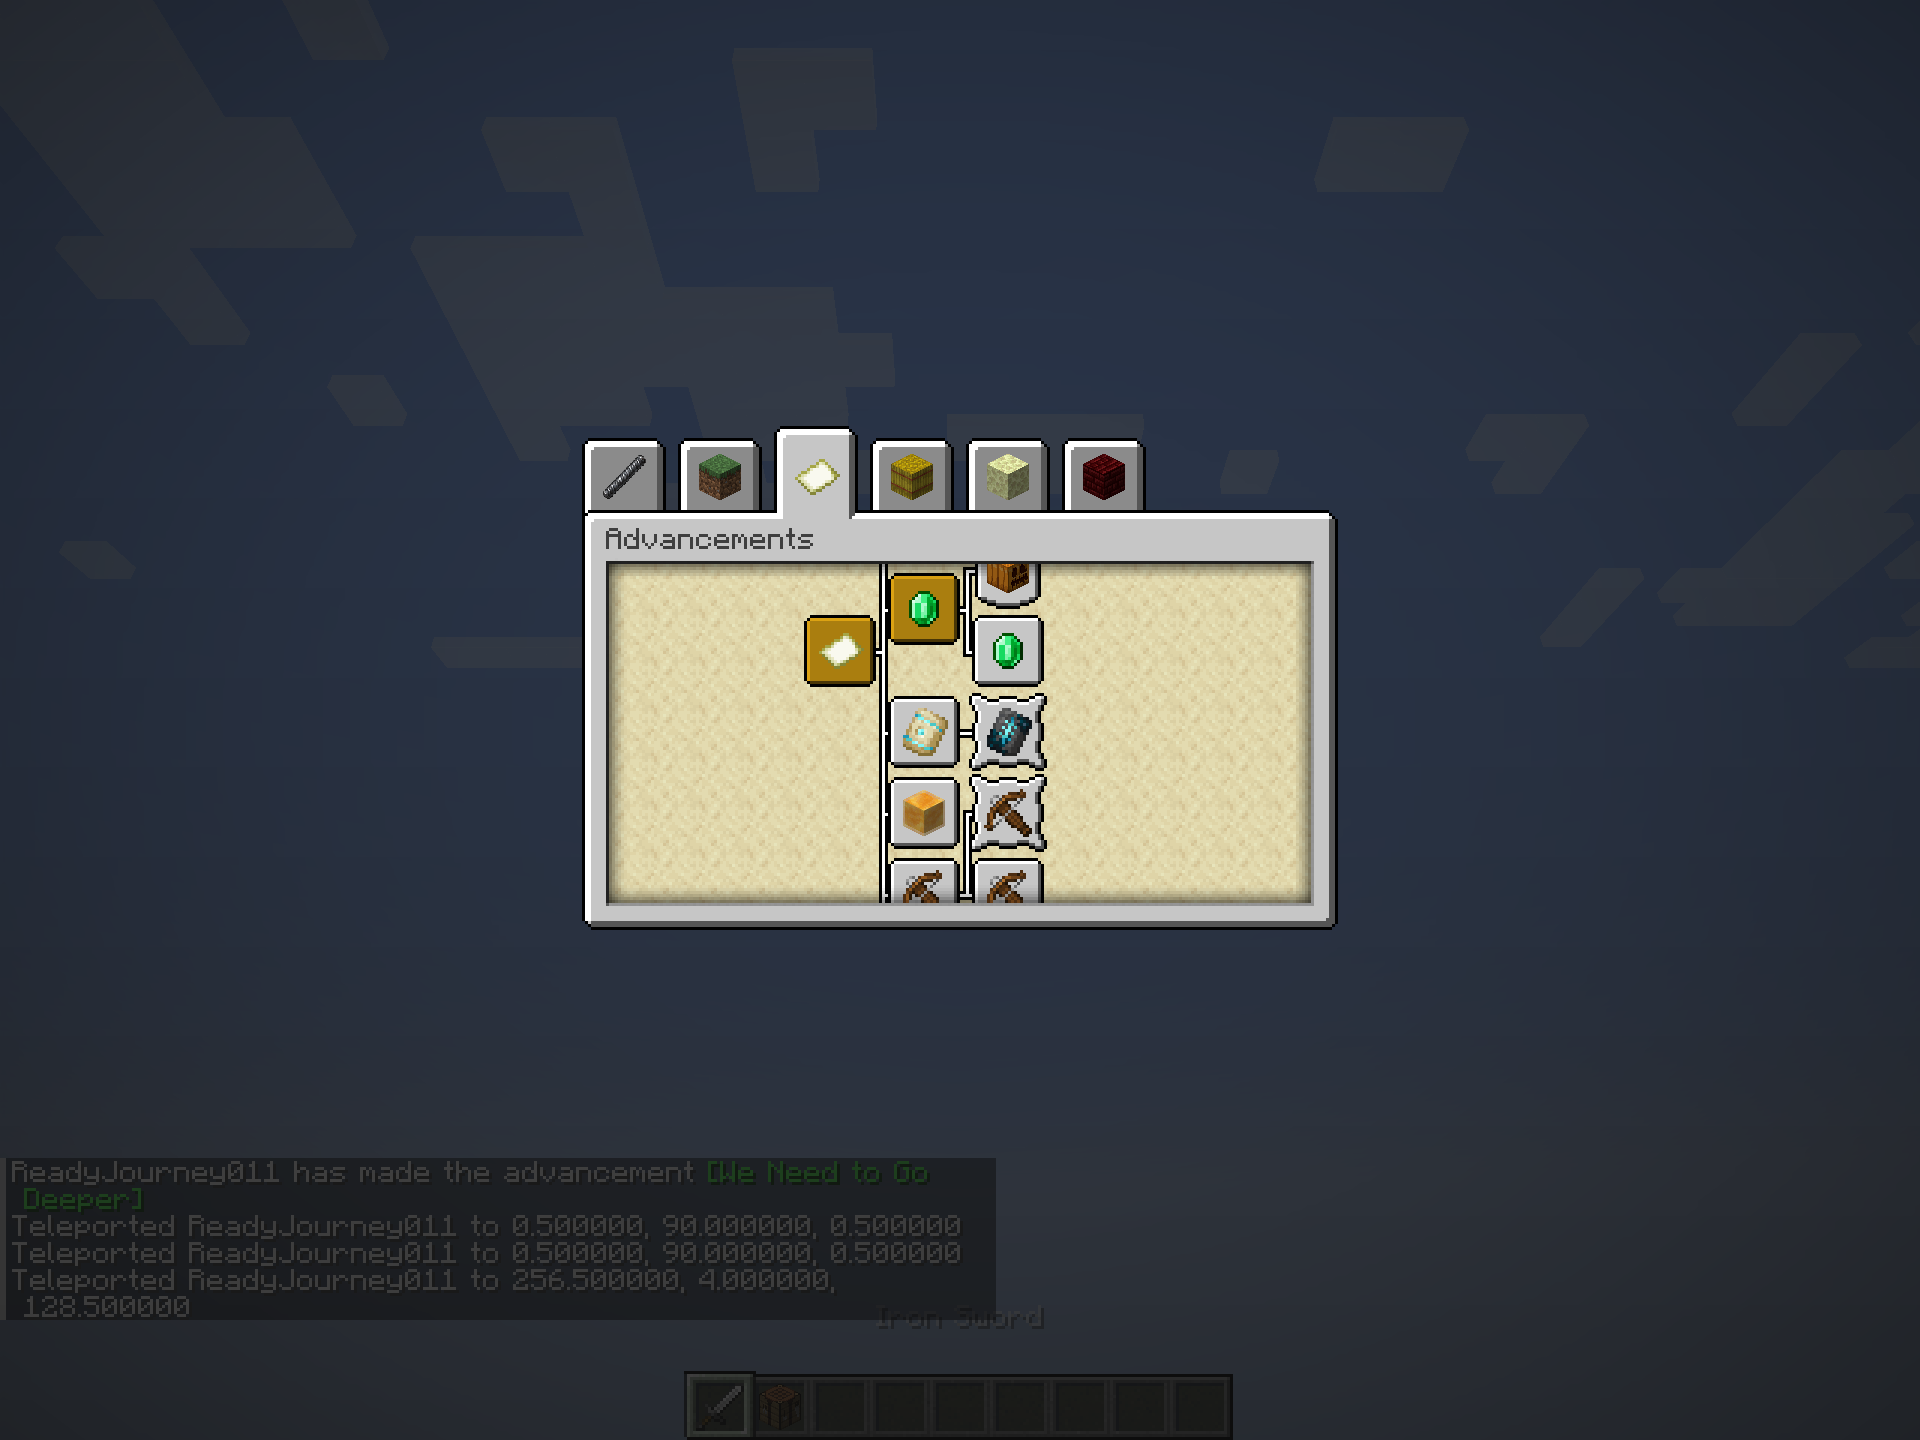 Advancements
ReadyJourney011 has made the advancement [We Need to Go
Deeper]
Teleported ReadyJourney011 to 0.500000, 90.000000, 0.500000
Teleported ReadyJourney011 to 0.500000, 90.000000, 0.500000
Teleported ReadyJourney011 to 256.500000, 4.000000,
128.500000
Iron Sword